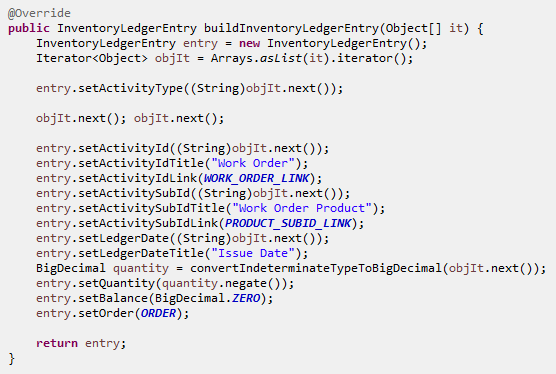 @Override
public InventoryLedgerEntry buildInventoryLedgerEntry(Object[] it) {
    InventoryLedgerEntry entry = new InventoryLedgerEntry();
    Iterator<Object> objIt = Arrays.asList(it).iterator();

    entry.setActivityType((String)objIt.next());

    objIt.next(); objIt.next();

    entry.setActivityId((String)objIt.next());
    entry.setActivityIdTitle("Work Order");
    entry.setActivityIdLink(WORK_ORDER_LINK);
    entry.setActivitySubId((String)objIt.next());
    entry.setActivitySubIdTitle("Work Order Product");
    entry.setActivitySubIdLink(PRODUCT_SUBID_LINK);
    entry.setLedgerDate((String)objIt.next());
    entry.setLedgerDateTitle("Issue Date");
    BigDecimal quantity = convertIndeterminateTypeToBigDecimal(objIt.next());
    entry.setQuantity(quantity.negate());
    entry.setBalance(BigDecimal.ZERO);
    entry.setOrder(ORDER);

    return entry;
}